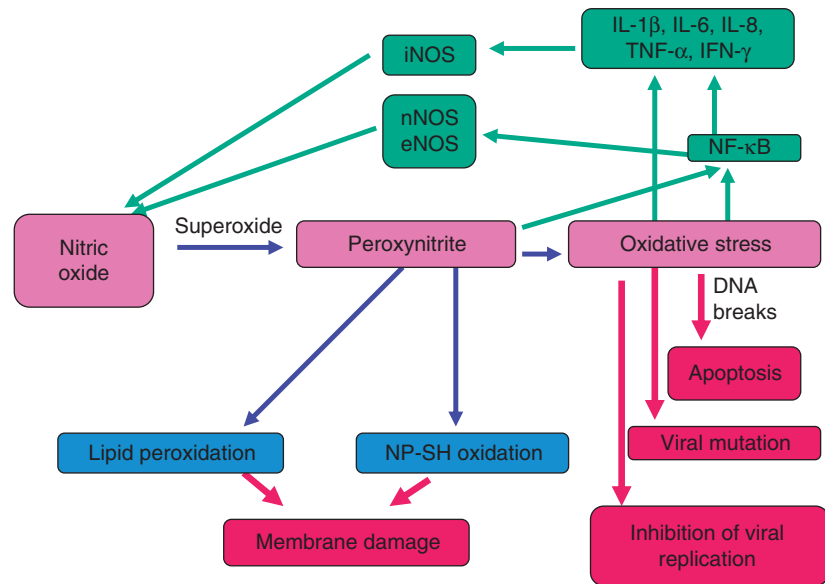 IL-1β, IL-6, IL-8,
TNF-α, IFN-γ
iNOS
nNOS
eNOS
NF-κB
Nitric
oxide
Superoxide
Peroxynitrite
Oxidative stress
DNA
breaks
Apoptosis
Lipid peroxidation
NP-SH oxidation
Viral mutation
Membrane damage
Inhibition of viral
replication